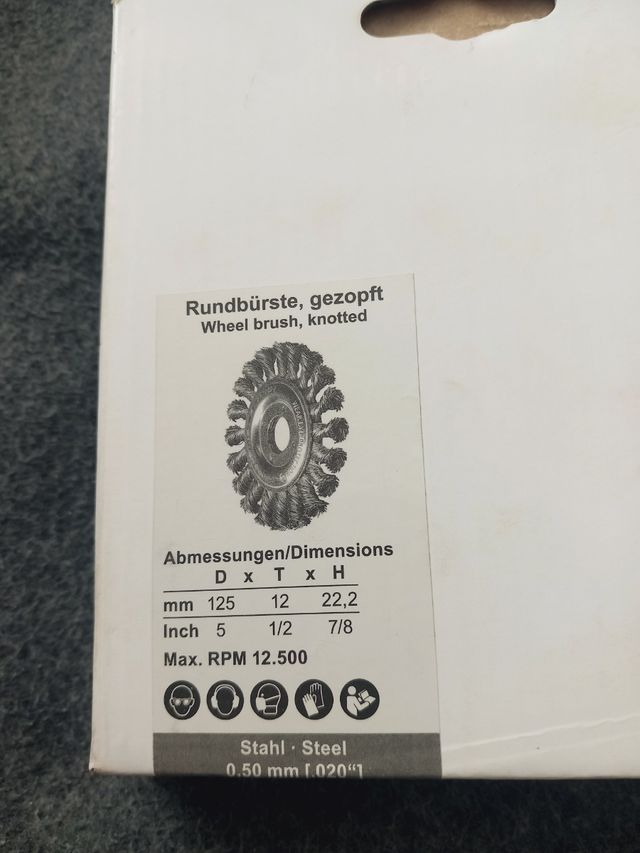 Rundbürste, gezopft
Wheel brush, knotted
Abmessungen/Dimensions
D x T x H
mm 125 12 22,2
Inch 5 1/2 7/8
Max. RPM 12.500
Stahl · Steel
0.50 mm [.020“]